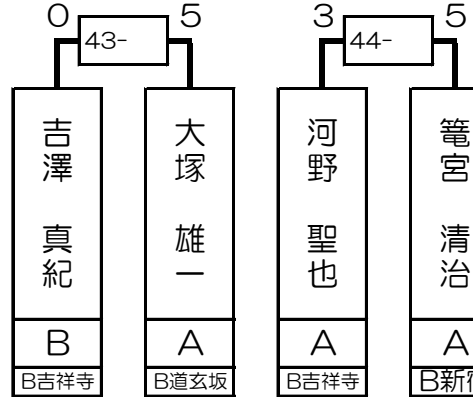 0 43- 5 3 44- 5
吉澤 真紀
大塚 雄一
河野 聖也
篭宮 清治
B A A A
B吉祥寺 B道玄坂 B吉祥寺 B新宿